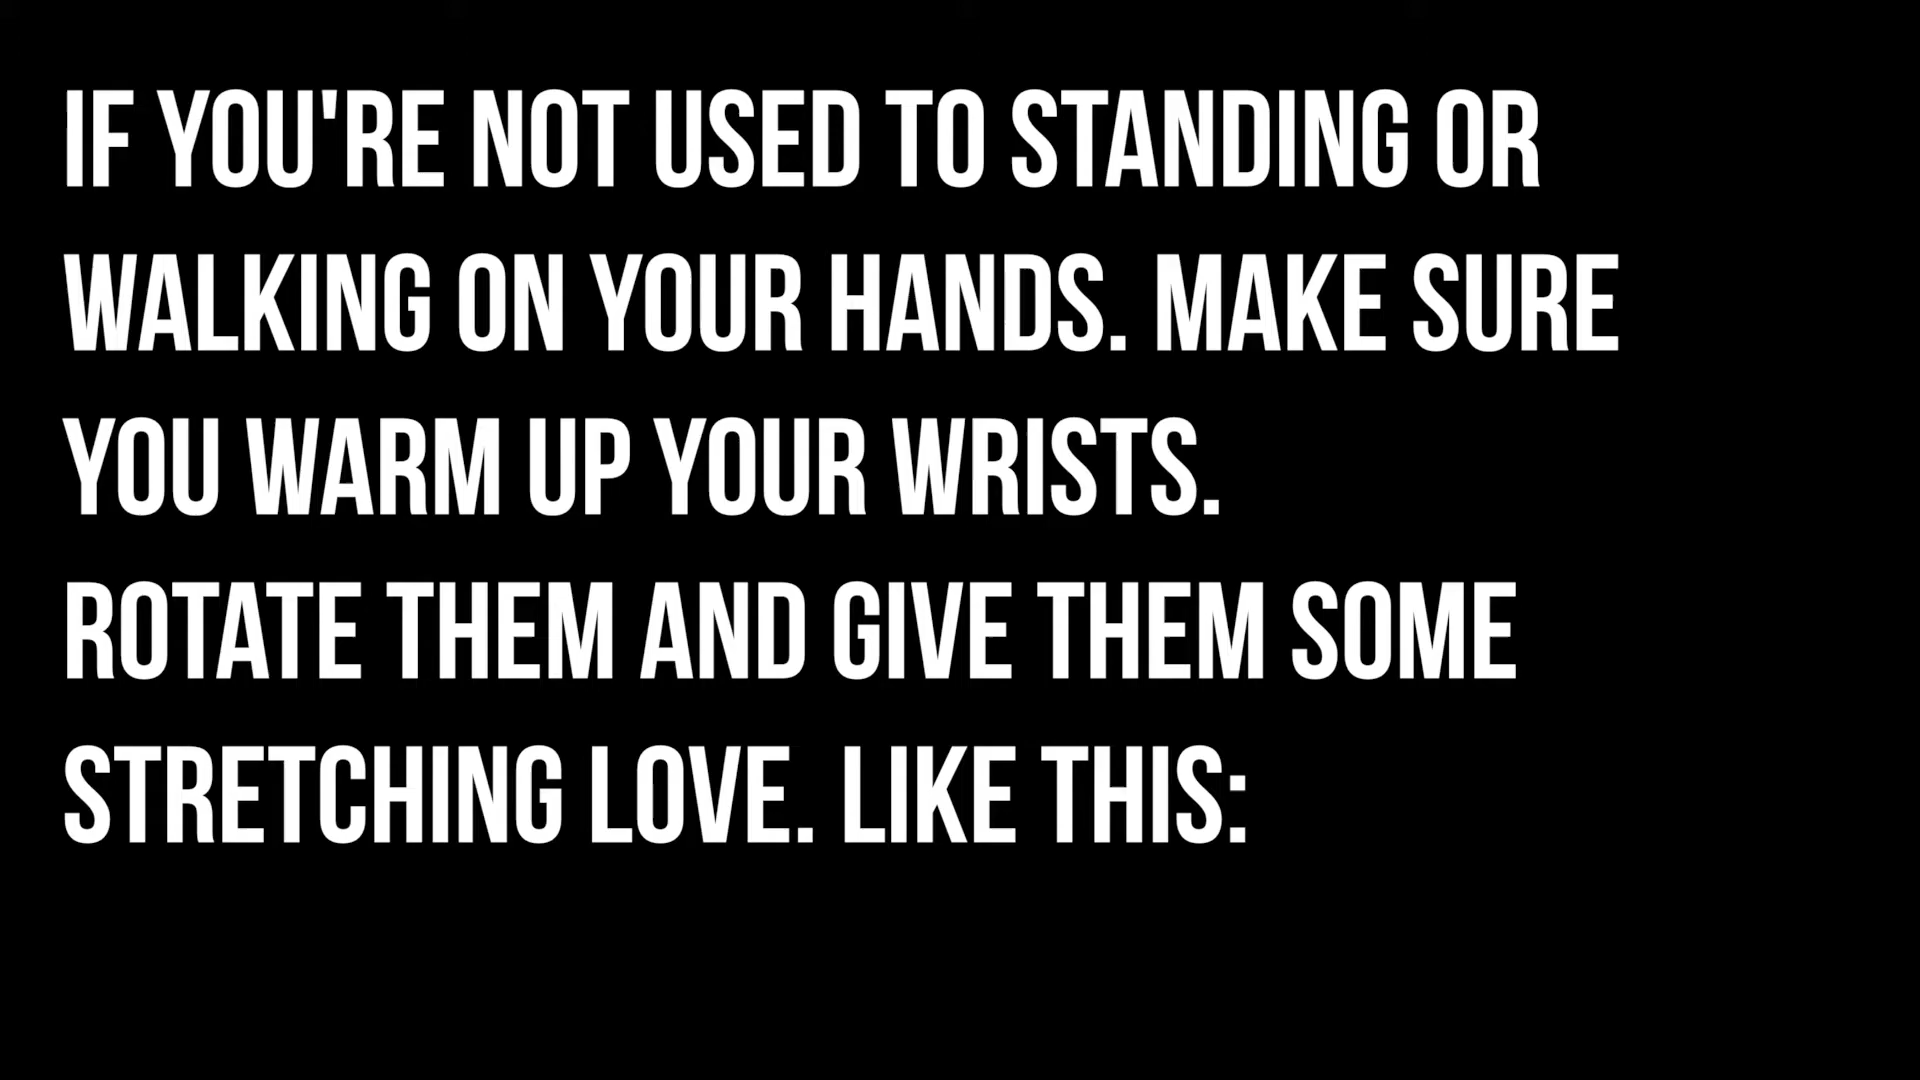 IF YOU'RE NOT USED TO STANDING OR
WALKING ON YOUR HANDS. MAKE SURE
YOU WARM UP YOUR WRISTS.
ROTATE THEM AND GIVE THEM SOME
STRETCHING LOVE. LIKE THIS: